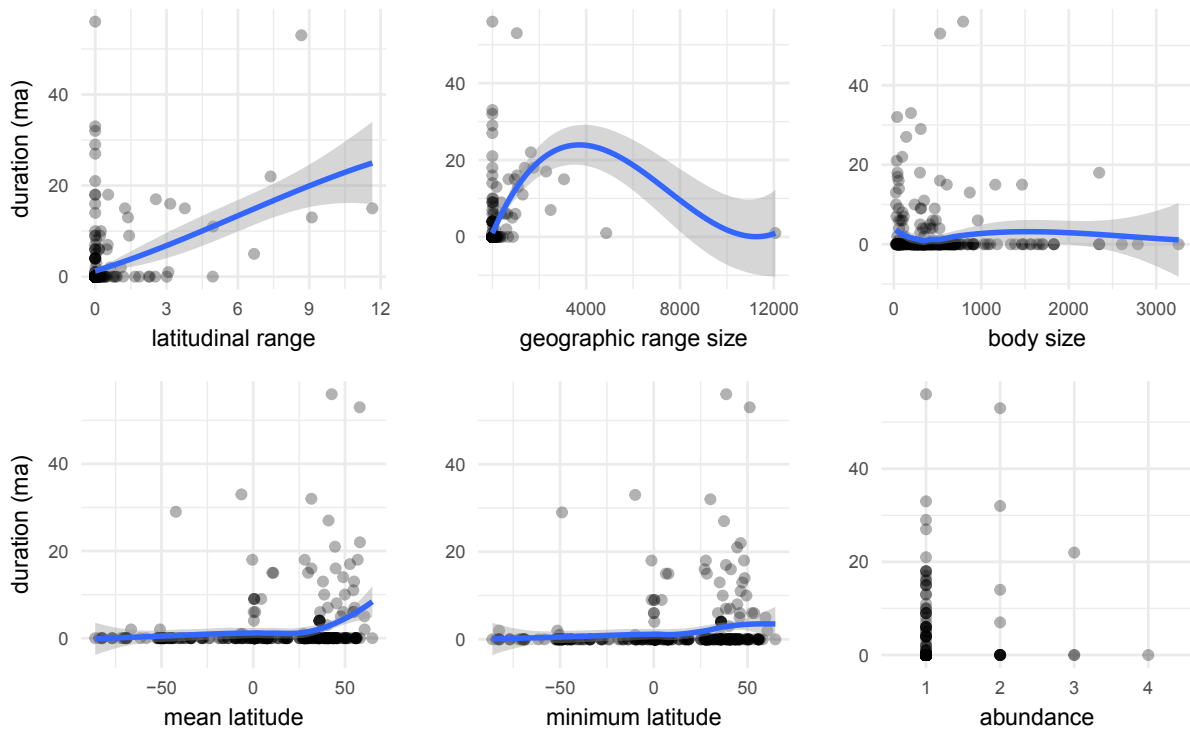 duration (ma)
40
20
0
0 3 6 9 12
latitudinal range
40
20
0
4000 8000 12000
geographic range size
40
20
0
0 1000 2000 3000
body size
duration (ma)
40
20
0
−50 0 50
mean latitude
40
20
0
−50 0 50
minimum latitude
40
20
0
1 2 3 4
abundance